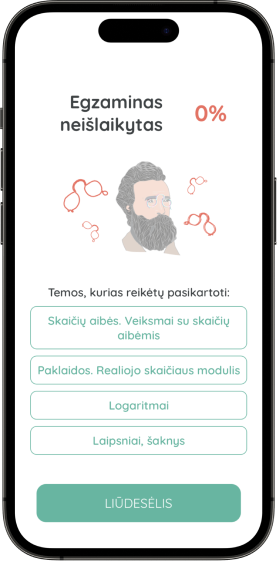 Egzaminas
neišlaikytas
0%
Temos, kurias reikėtų pasikartoti:
Skaičių aibės. Veiksmai su skaičių
aibėmis
Paklaidos. Realiojo skaičiaus modulis
Logaritmai
Laipsniai, šaknys
LIŪDESĖLIS